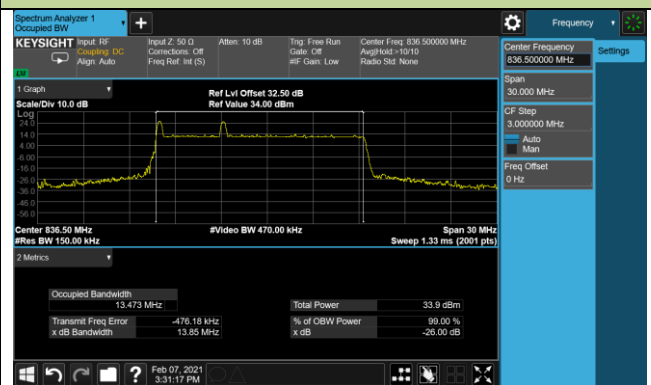 Spectrum Analyzer 1
Occupied BW
Frequency
KEYSIGHT
Input: RF
Coupling: DC
Align: Auto
Input Z: 50 Ω
Corrections: Off
Freq Ref: Int (S)
Atten: 10 dB
Trig: Free Run
Gate: Off
#IF Gain: Low
Center Freq: 836.500000 MHz
Avg|Hold:>10/10
Radio Std: None
LXI
Center Frequency
836.500000 MHz
Settings
Span
30.000 MHz
CF Step
3.000000 MHz
Auto
Man
Freq Offset
0 Hz
1 Graph
Scale/Div 10.0 dB
Ref Lvl Offset 32.50 dB
Ref Value 34.00 dBm
Log
24.0
14.0
4.00
-6.00
-16.0
-26.0
-36.0
-46.0
-56.0
Center 836.50 MHz
#Res BW 150.00 kHz
#Video BW 470.00 kHz
Span 30 MHz
Sweep 1.33 ms (2001 pts)
2 Metrics
Occupied Bandwidth
13.473 MHz
Total Power 33.9 dBm
Transmit Freq Error -476.18 kHz
% of OBW Power 99.00 %
x dB Bandwidth 13.85 MHz
x dB -26.00 dB
?
Feb 07, 2021
3:31:17 PM